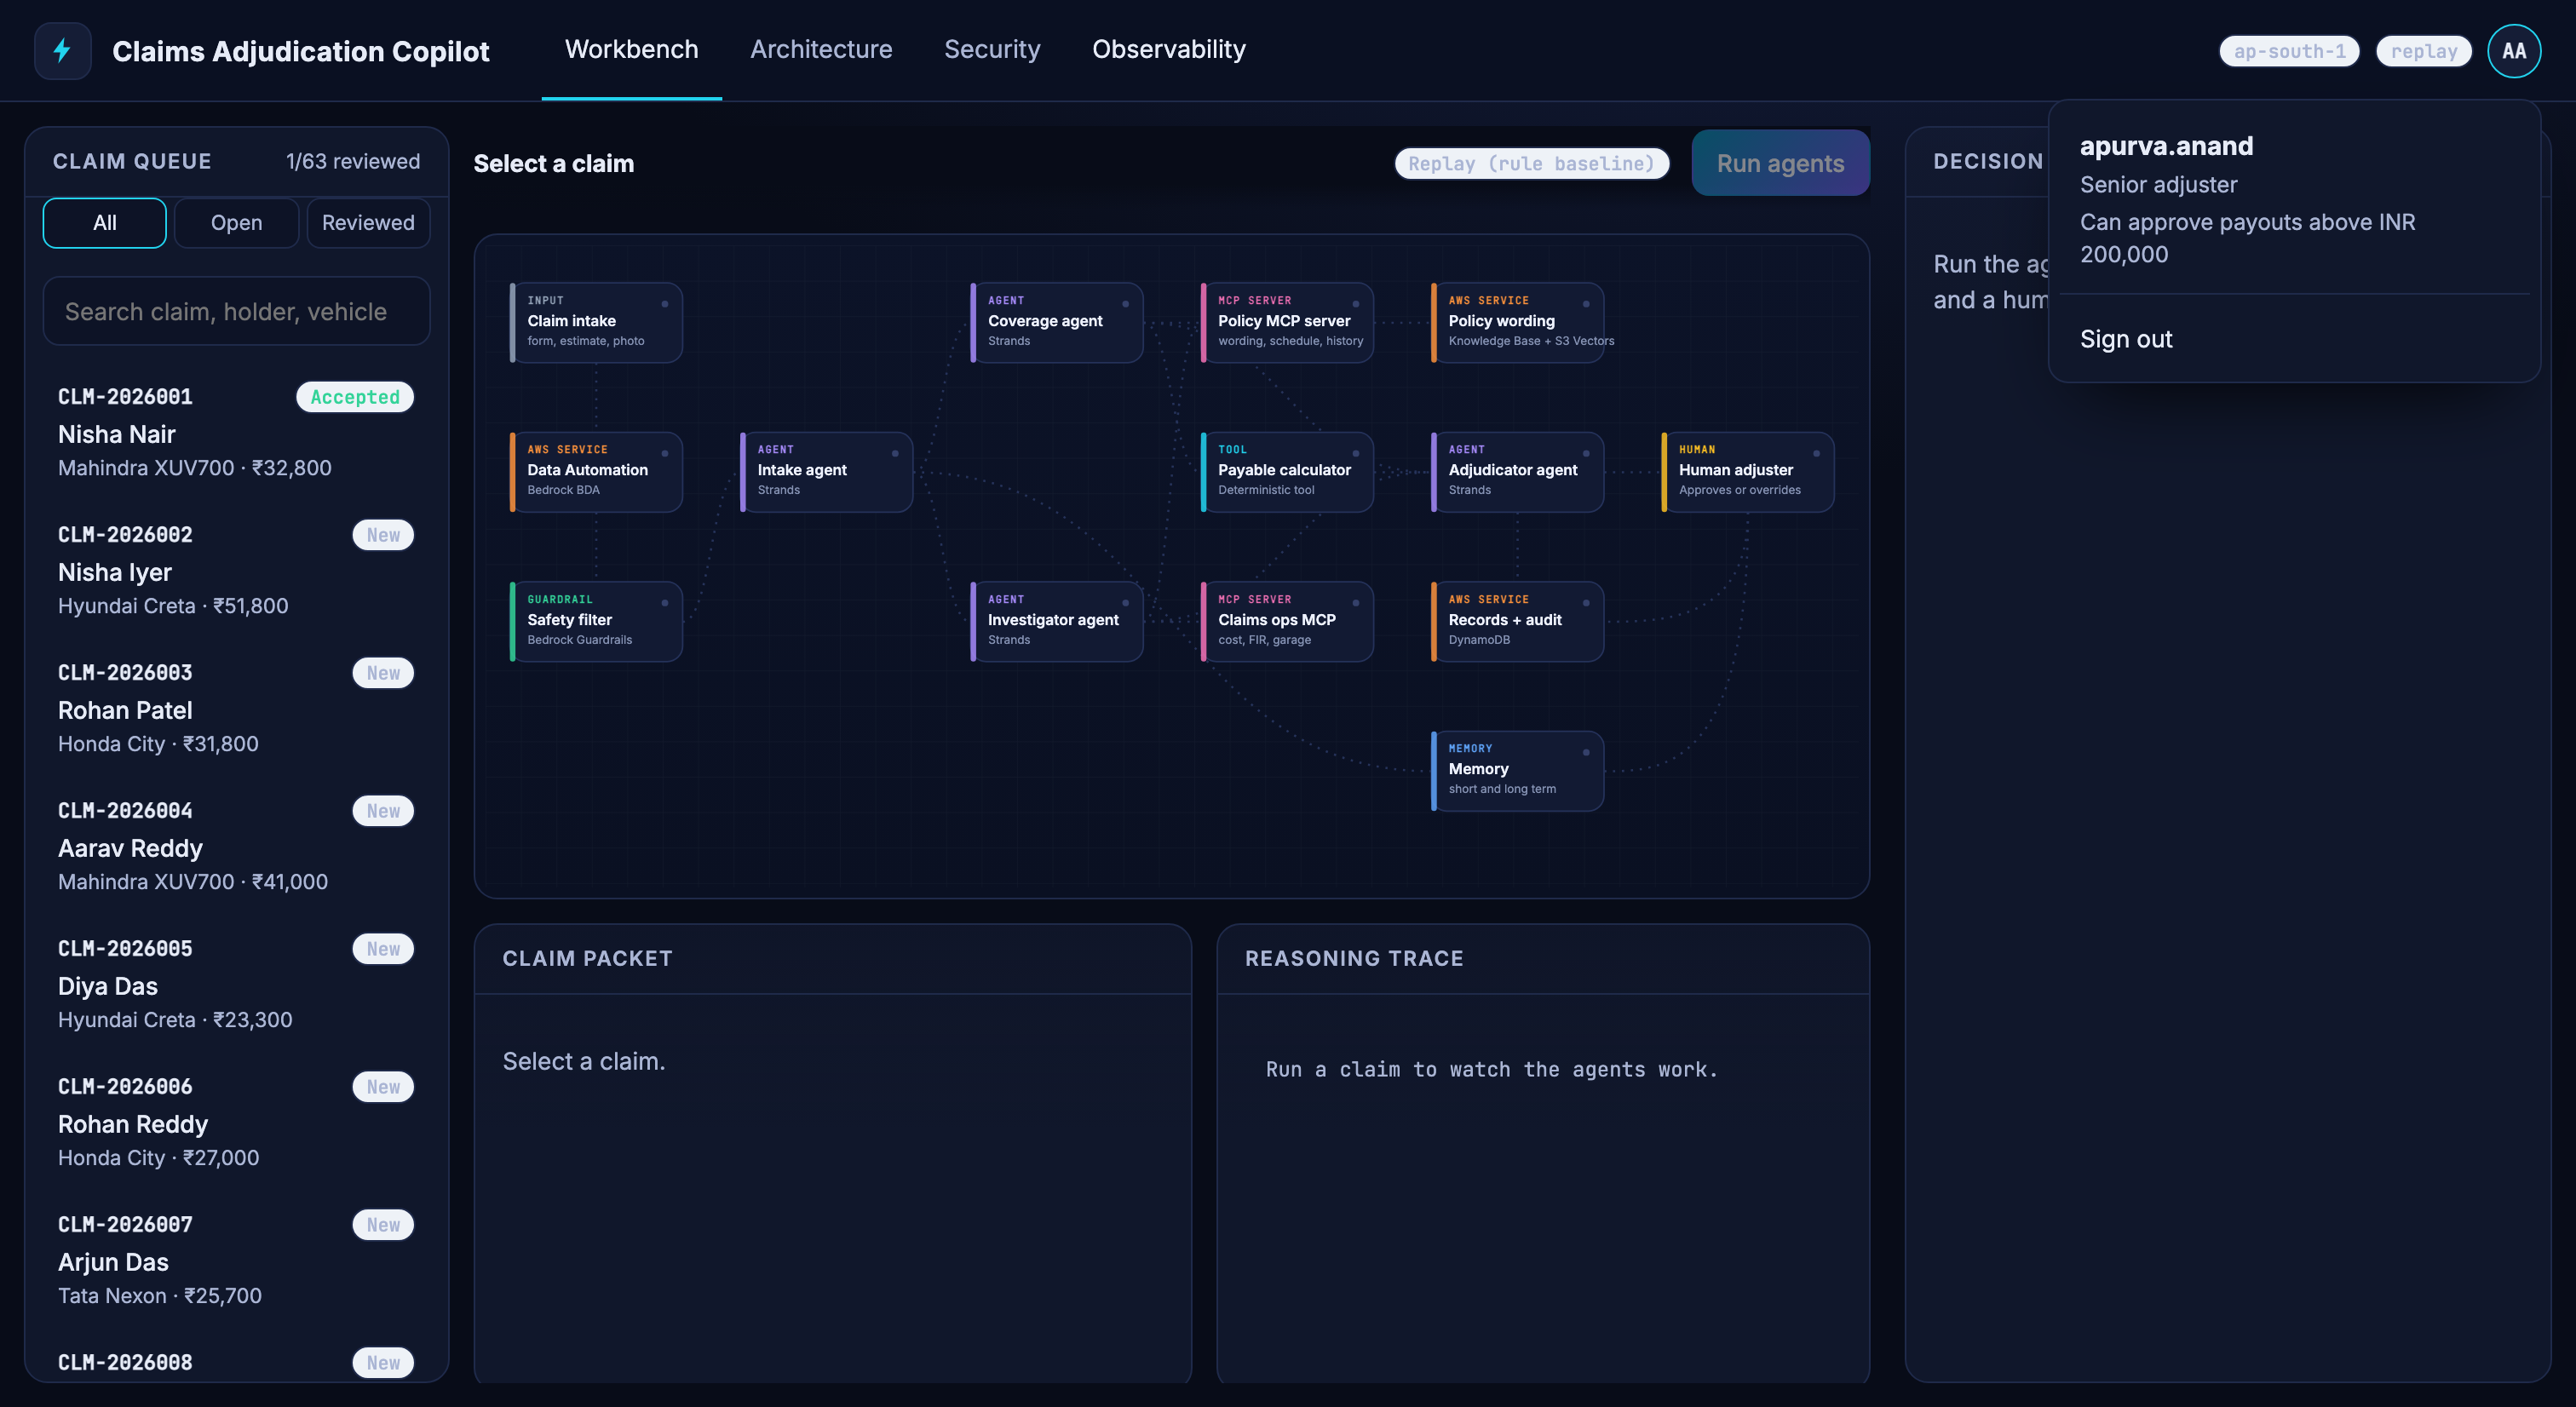 Claims Adjudication Copilot
Workbench
Architecture
Security
Observability
ap-south-1
replay
AA
CLAIM QUEUE
1/63 reviewed
All
Open
Reviewed
Search claim, holder, vehicle
CLM-2026001
Accepted
Nisha Nair
Mahindra XUV700 · ₹32,800
CLM-2026002
New
Nisha Iyer
Hyundai Creta · ₹51,800
CLM-2026003
New
Rohan Patel
Honda City · ₹31,800
CLM-2026004
New
Aarav Reddy
Mahindra XUV700 · ₹41,000
CLM-2026005
New
Diya Das
Hyundai Creta · ₹23,300
CLM-2026006
New
Rohan Reddy
Honda City · ₹27,000
CLM-2026007
New
Arjun Das
Tata Nexon · ₹25,700
CLM-2026008
New
Select a claim
Replay (rule baseline)
Run agents
INPUT
Claim intake
form, estimate, photo
AGENT
Coverage agent
Strands
MCP SERVER
Policy MCP server
wording, schedule, history
AWS SERVICE
Policy wording
Knowledge Base + S3 Vectors
AWS SERVICE
Data Automation
Bedrock BDA
AGENT
Intake agent
Strands
TOOL
Payable calculator
Deterministic tool
AGENT
Adjudicator agent
Strands
HUMAN
Human adjuster
Approves or overrides
GUARDRAIL
Safety filter
Bedrock Guardrails
AGENT
Investigator agent
Strands
MCP SERVER
Claims ops MCP
cost, FIR, garage
AWS SERVICE
Records + audit
DynamoDB
MEMORY
Memory
short and long term
CLAIM PACKET
Select a claim.
REASONING TRACE
Run a claim to watch the agents work.
DECISION
Run the
and a
apurva.anand
Senior adjuster
Can approve payouts above INR
200,000
Sign out